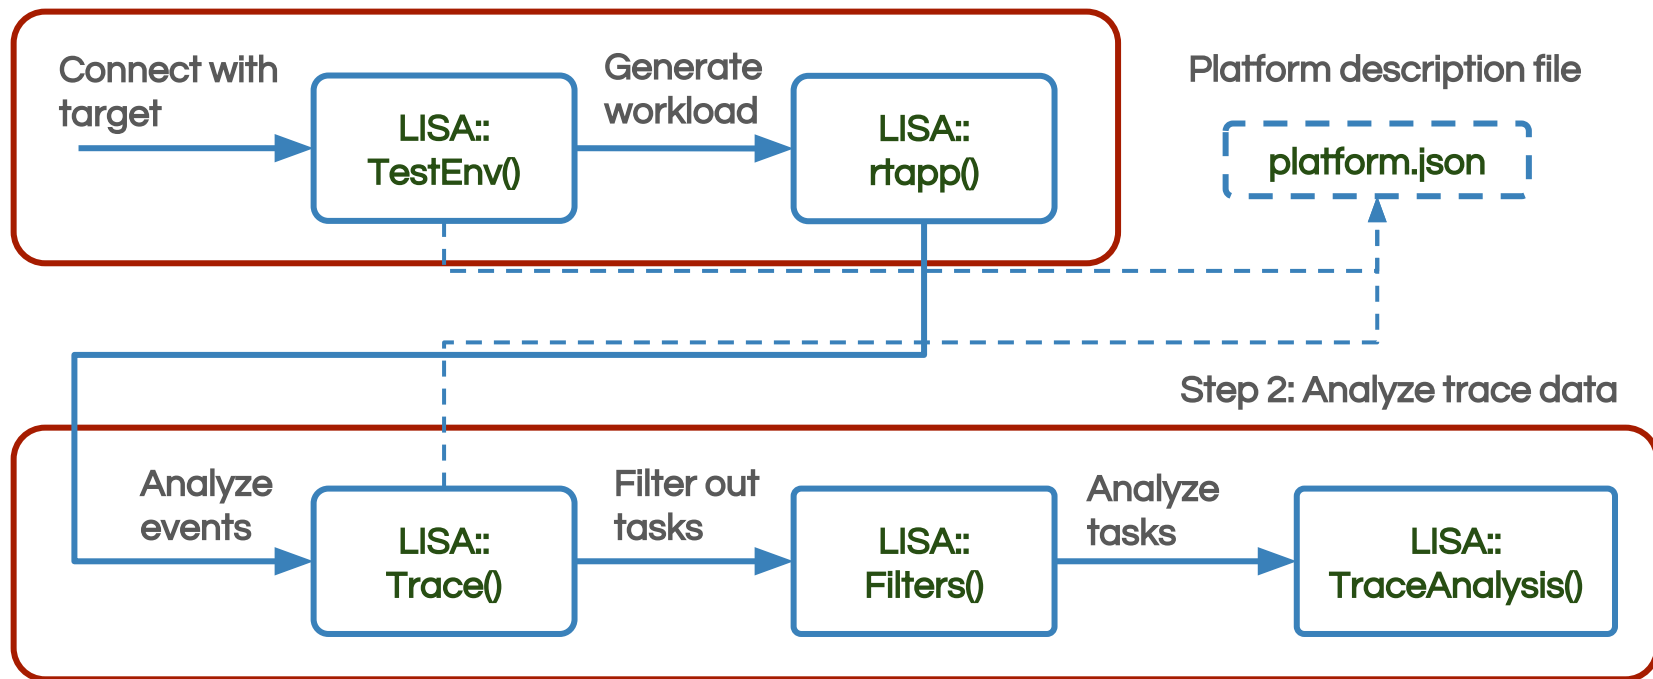 Connect with
target
LISA::
TestEnv()
Generate
workload
LISA::
rtapp()
Platform description file
platform.json
Step 2: Analyze trace data
Analyze
events
LISA::
Trace()
Filter out
tasks
LISA::
Filters()
Analyze
tasks
LISA::
TraceAnalysis()